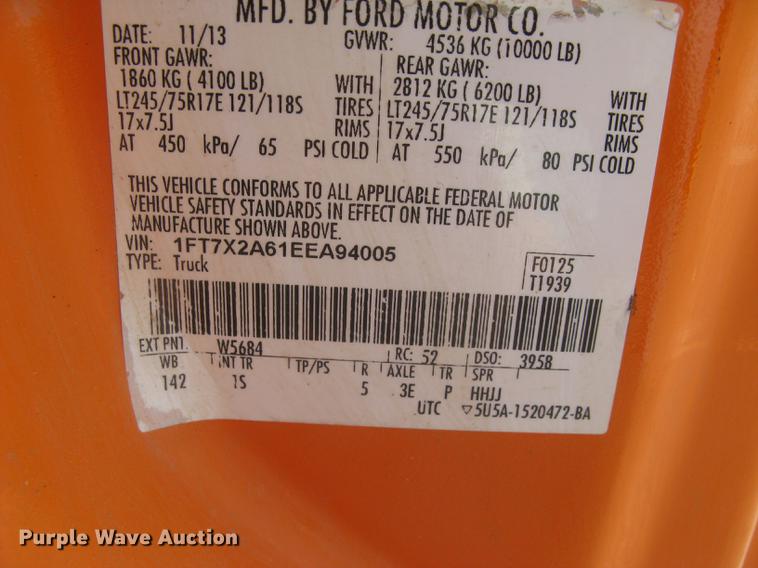 MFD. BY FORD MOTOR CO.
DATE: 11/13 GVWR: 4536 KG (10000 LB)
FRONT GAWR: REAR GAWR:
1860 KG ( 4100 LB) WITH 2812 KG ( 6200 LB) WITH
LT245/75R17E 121/118S TIRES LT245/75R17E 121/118S TIRES
17x7.5J RIMS 17x7.5J RIMS
AT 450 kPa/ 65 PSI COLD AT 550 kPa/ 80 PSI COLD
THIS VEHICLE CONFORMS TO ALL APPLICABLE FEDERAL MOTOR
VEHICLE SAFETY STANDARDS IN EFFECT ON THE DATE OF
MANUFACTURE SHOWN ABOVE.
VIN: 1FT7X2A61EEA94005
TYPE: Truck
F0125
T1939
EXT PNT: W5684 RC: 52 DSO: 3958
WB INT TR TP/PS R AXLE TR SPR
142 1S 5 3E P HHJJ
UTC ▽5U5A-1520472-BA
Purple Wave Auction